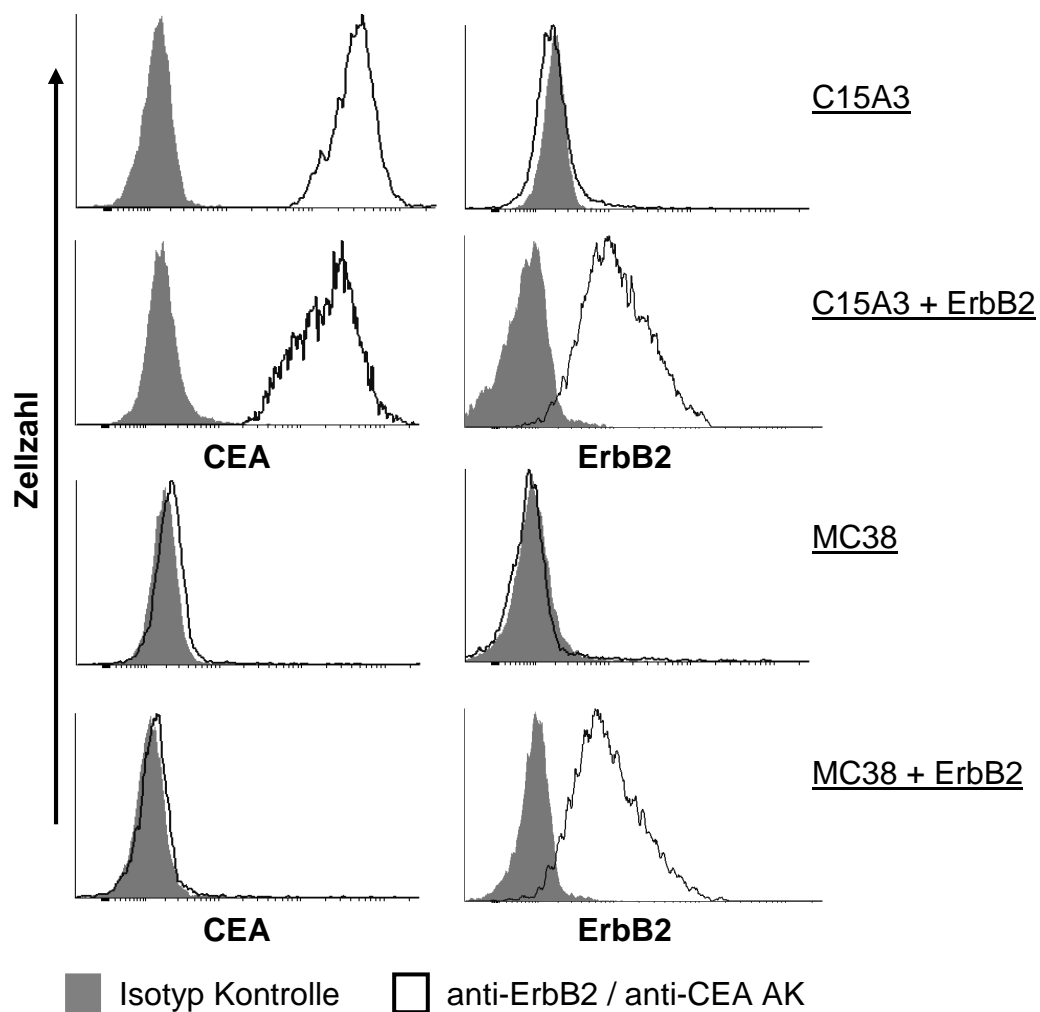 C15A3
C15A3 + ErbB2
Zellzahl
CEA
ErbB2
MC38
MC38 + ErbB2
CEA
ErbB2
Isotyp Kontrolle
anti-ErbB2 / anti-CEA AK